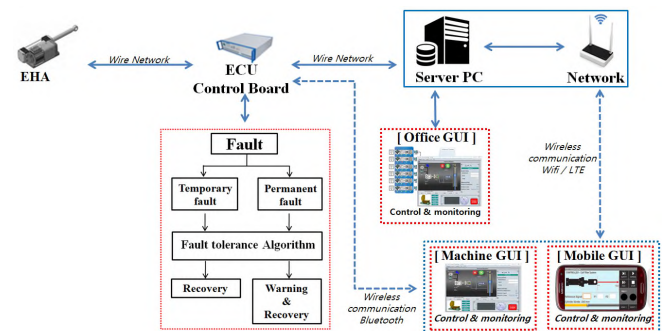 EHA
Wire Network
ECU
Control Board
Wire Network
Server PC
Network
Fault
Temporary
fault
Permanent
fault
Fault tolerance Algorithm
Recovery
Warning
&
Recovery
[ Office GUI ]
Control & monitoring
Wireless
communication
Wifi / LTE
[ Machine GUI ]
Control & monitoring
[ Mobile GUI ]
Control & monitoring
Wireless
communication
Bluetooth